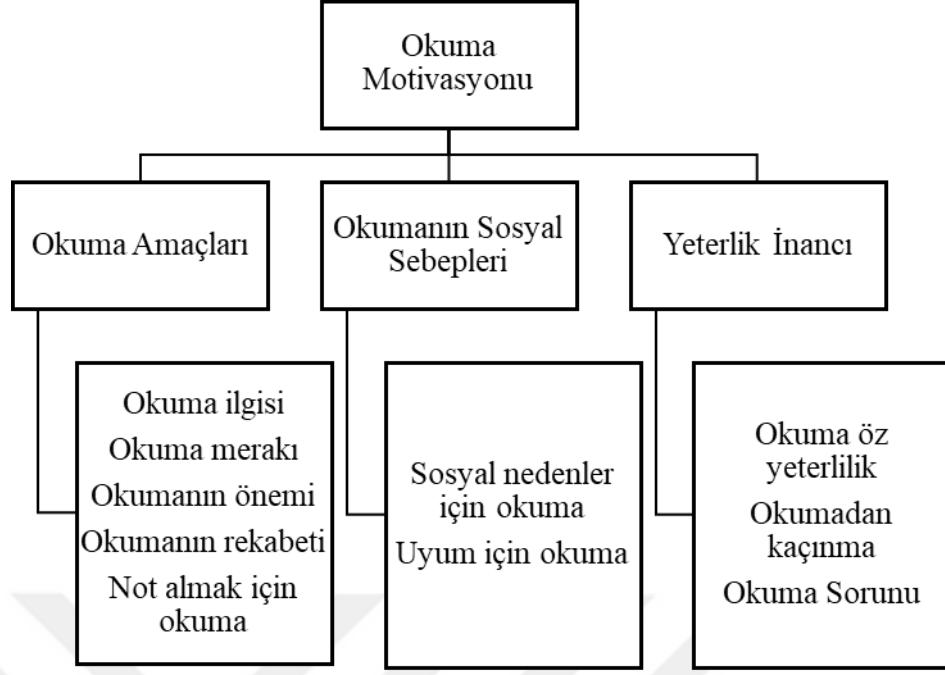 Okuma
Motivasyonu
Okuma Amaçları
Okumanın Sosyal
Sebepleri
Yeterlik İnancı
Okuma ilgisi
Okuma merakı
Okumanın önemi
Okumanın rekabeti
Not almak için
okuma
Sosyal nedenler
için okuma
Uyum için okuma
Okuma öz
yeterlilik
Okumadan
kaçınma
Okuma Sorunu